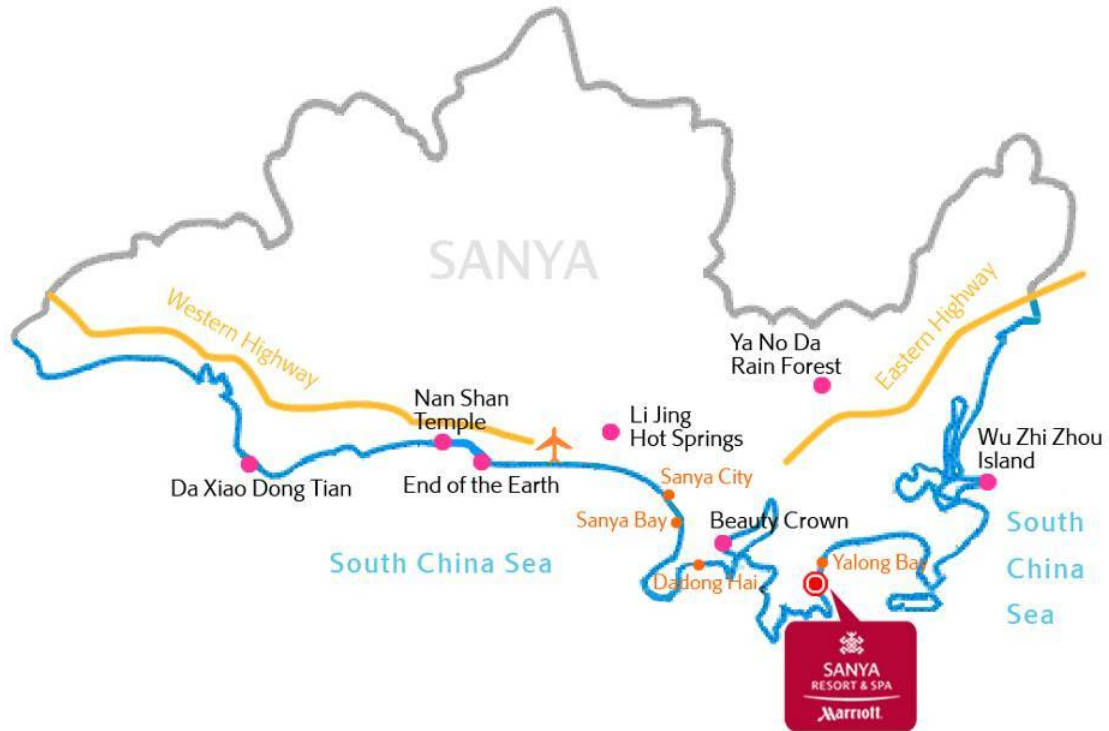 SANYA
Western Highway
Eastern Highway
Ya No Da
Rain Forest
Nan Shan
Temple
Li Jing
Hot Springs
Wu Zhi Zhou
Island
Da Xiao Dong Tian
End of the Earth
Sanya City
Sanya Bay
Beauty Crown
South China Sea
Dadong Hai
Yalong Bay
South
China
Sea
SANYA
RESORT & SPA
Marriott.